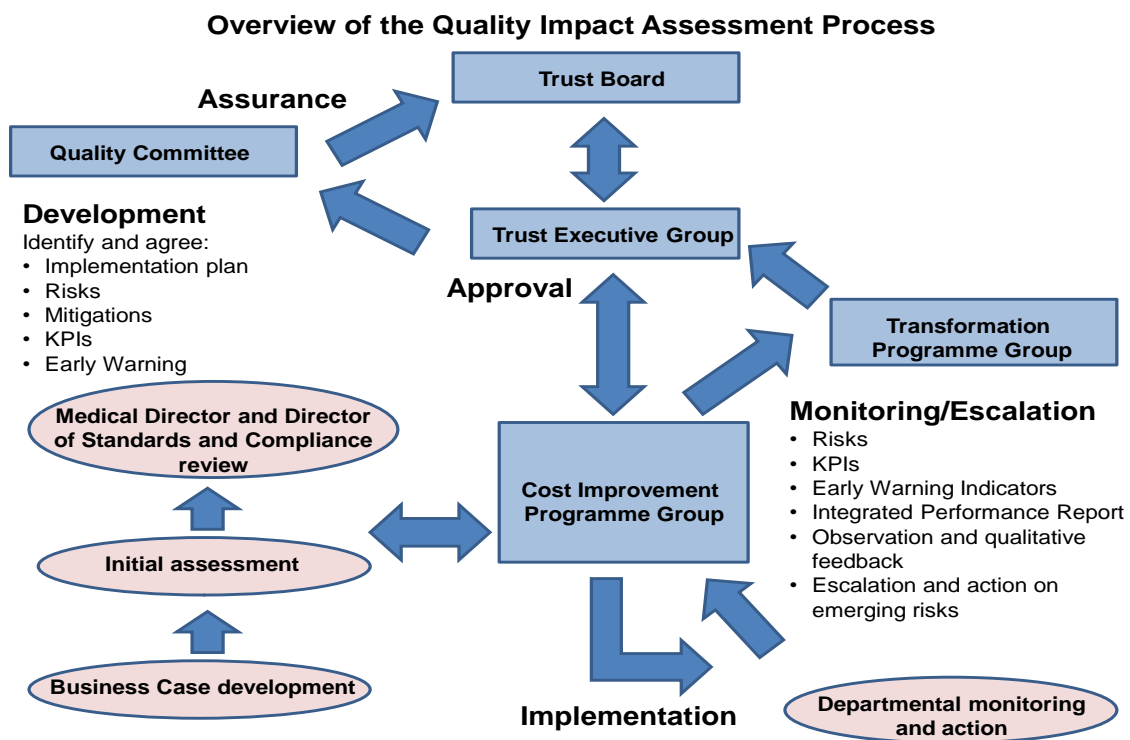 Overview of the Quality Impact Assessment Process
Trust Board
Assurance
Quality Committee
Development
Identify and agree:
• Implementation plan
• Risks
• Mitigations
• KPIs
• Early Warning
Trust Executive Group
Approval
Transformation
Programme Group
Medical Director and Director
of Standards and Compliance
review
Monitoring/Escalation
• Risks
• KPIs
• Early Warning Indicators
• Integrated Performance Report
• Observation and qualitative
feedback
• Escalation and action on
emerging risks
Cost Improvement
Programme Group
Initial assessment
Business Case development
Implementation
Departmental monitoring
and action